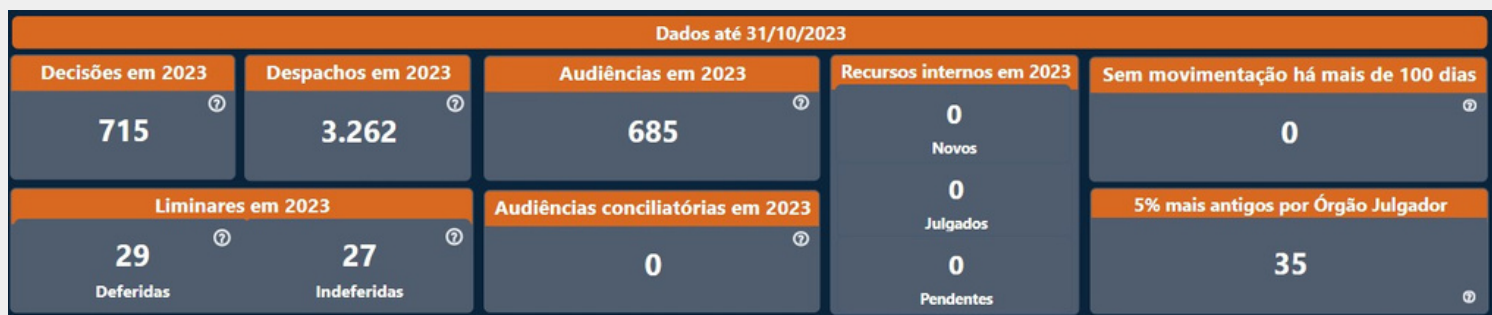 Dados até 31/10/2023
Decisões em 2023
715
Despachos em 2023
3.262
Audiências em 2023
685
Recursos internos em 2023
0
Novos
0
Julgados
0
Pendentes
Sem movimentação há mais de 100 dias
0
Liminares em 2023
29
Deferidas
27
Indeferidas
Audiências conciliatórias em 2023
0
5% mais antigos por Órgão Julgador
35